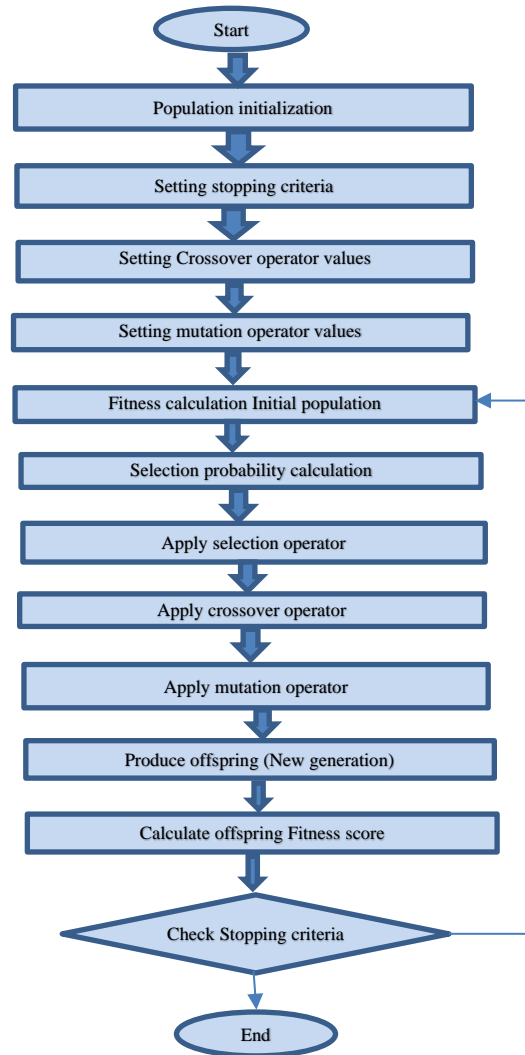 Start
Population initialization
Setting stopping criteria
Setting Crossover operator values
Setting mutation operator values
Fitness calculation Initial population
Selection probability calculation
Apply selection operator
Apply crossover operator
Apply mutation operator
Produce offspring (New generation)
Calculate offspring Fitness score
Check Stopping criteria
End